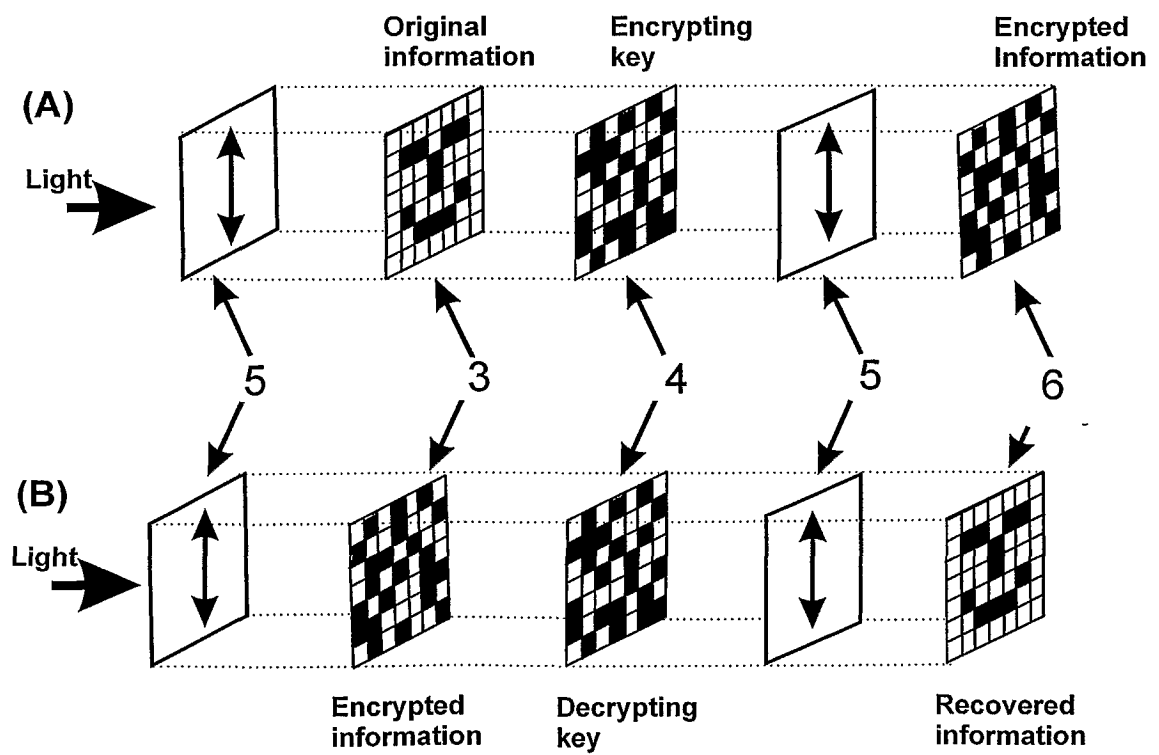 Original
information
Encrypting
key
Encrypted
Information
(A)
Light
5
3
4
5
6
(B)
Light
Encrypted
information
Decrypting
key
Recovered
information